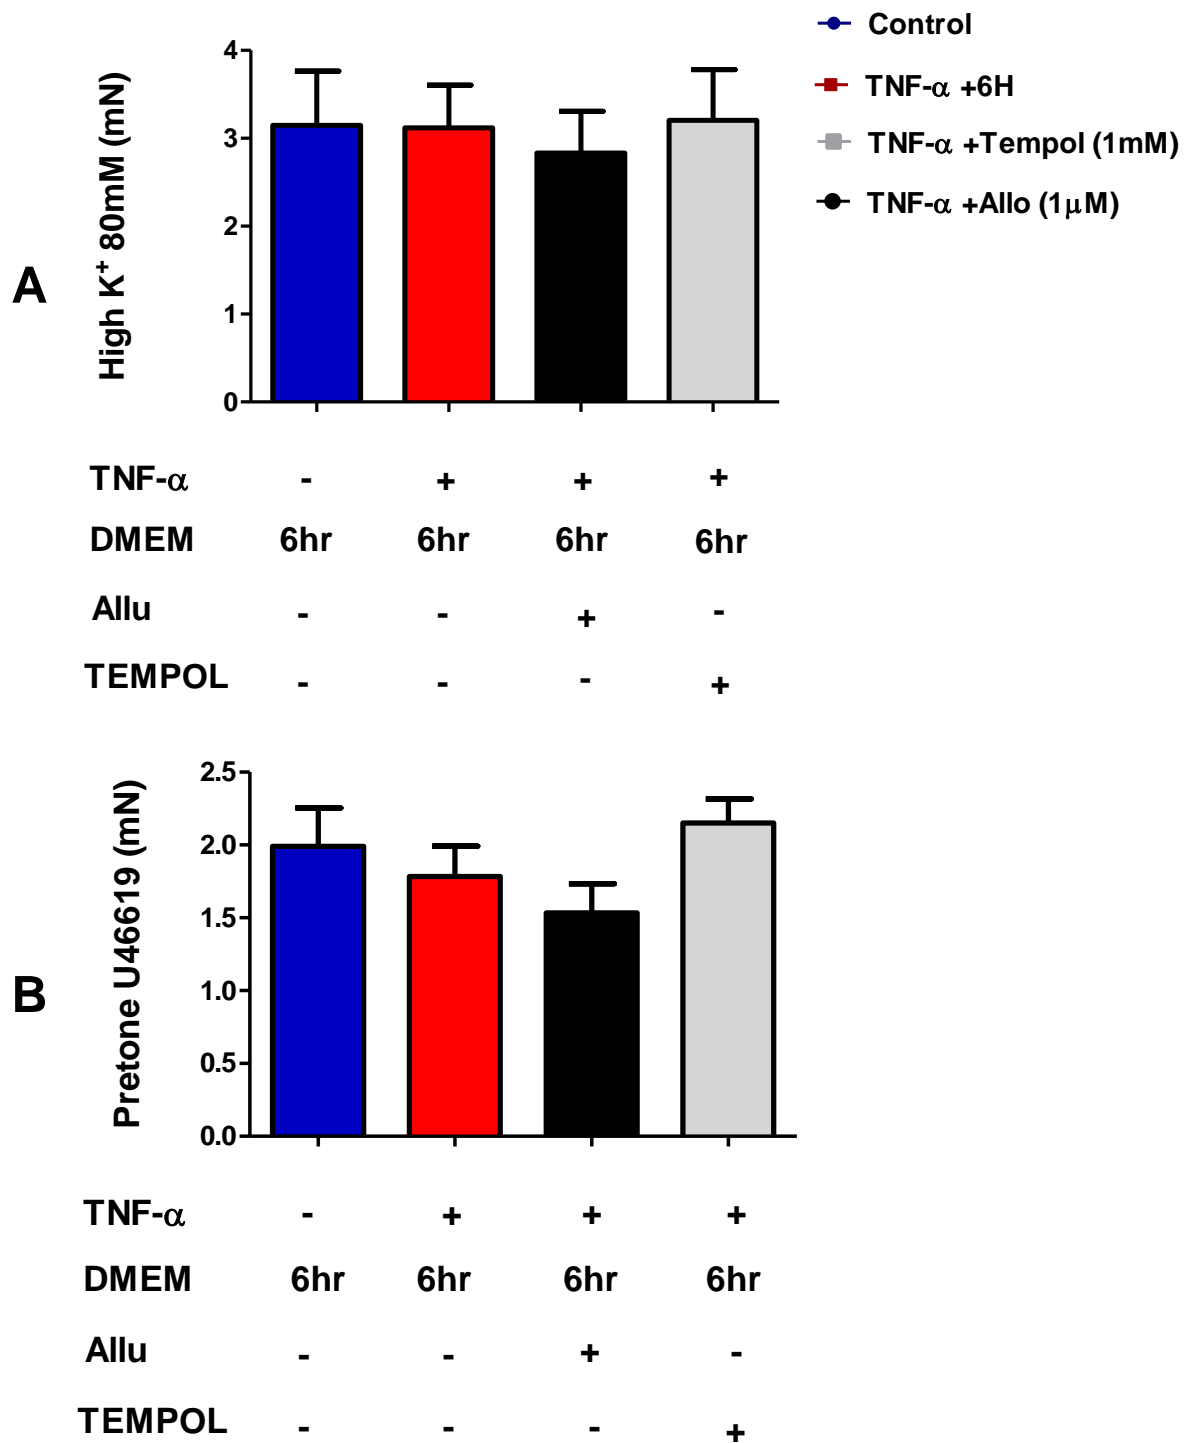 Control
TNF-α +6H
TNF-α +Tempol (1mM)
TNF-α +Allo (1μM)
A
High K⁺ 80mM (mN)
4
3
2
1
0
TNF-α - + + +
DMEM 6hr 6hr 6hr 6hr
Allu - - + -
TEMPOL - - - +
B
Pretone U46619 (mN)
2.5
2.0
1.5
1.0
0.5
0.0
TNF-α - + + +
DMEM 6hr 6hr 6hr 6hr
Allu - - + -
TEMPOL - - - +